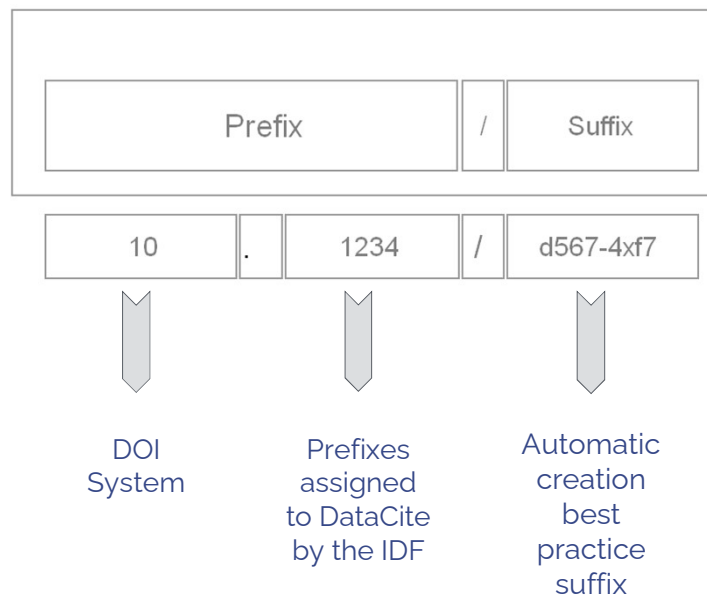 Prefix / Suffix
10 . 1234 / d567-4xf7
DOI
System
Prefixes
assigned
to DataCite
by the IDF
Automatic
creation
best
practice
suffix